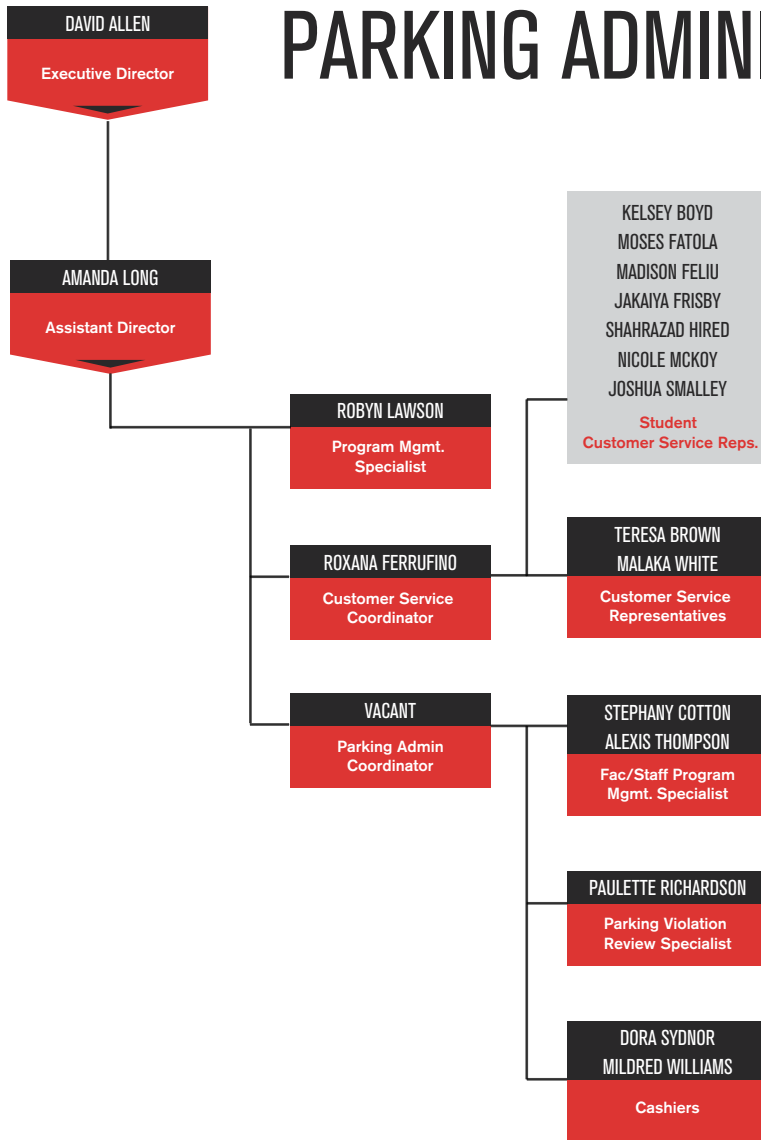 DAVID ALLEN
Executive Director
PARKING ADMINI
AMANDA LONG
Assistant Director
KELSEY BOYD
MOSES FATOLA
MADISON FELIU
JAKAIYA FRISBY
SHAHRAZAD HIRED
NICOLE MCKOY
JOSHUA SMALLEY
Student
Customer Service Reps.
ROBYN LAWSON
Program Mgmt.
Specialist
ROXANA FERRUFINO
Customer Service
Coordinator
TERESA BROWN
MALAKA WHITE
Customer Service
Representatives
VACANT
Parking Admin
Coordinator
STEPHANY COTTON
ALEXIS THOMPSON
Fac/Staff Program
Mgmt. Specialist
PAULETTE RICHARDSON
Parking Violation
Review Specialist
DORA SYDNOR
MILDRED WILLIAMS
Cashiers